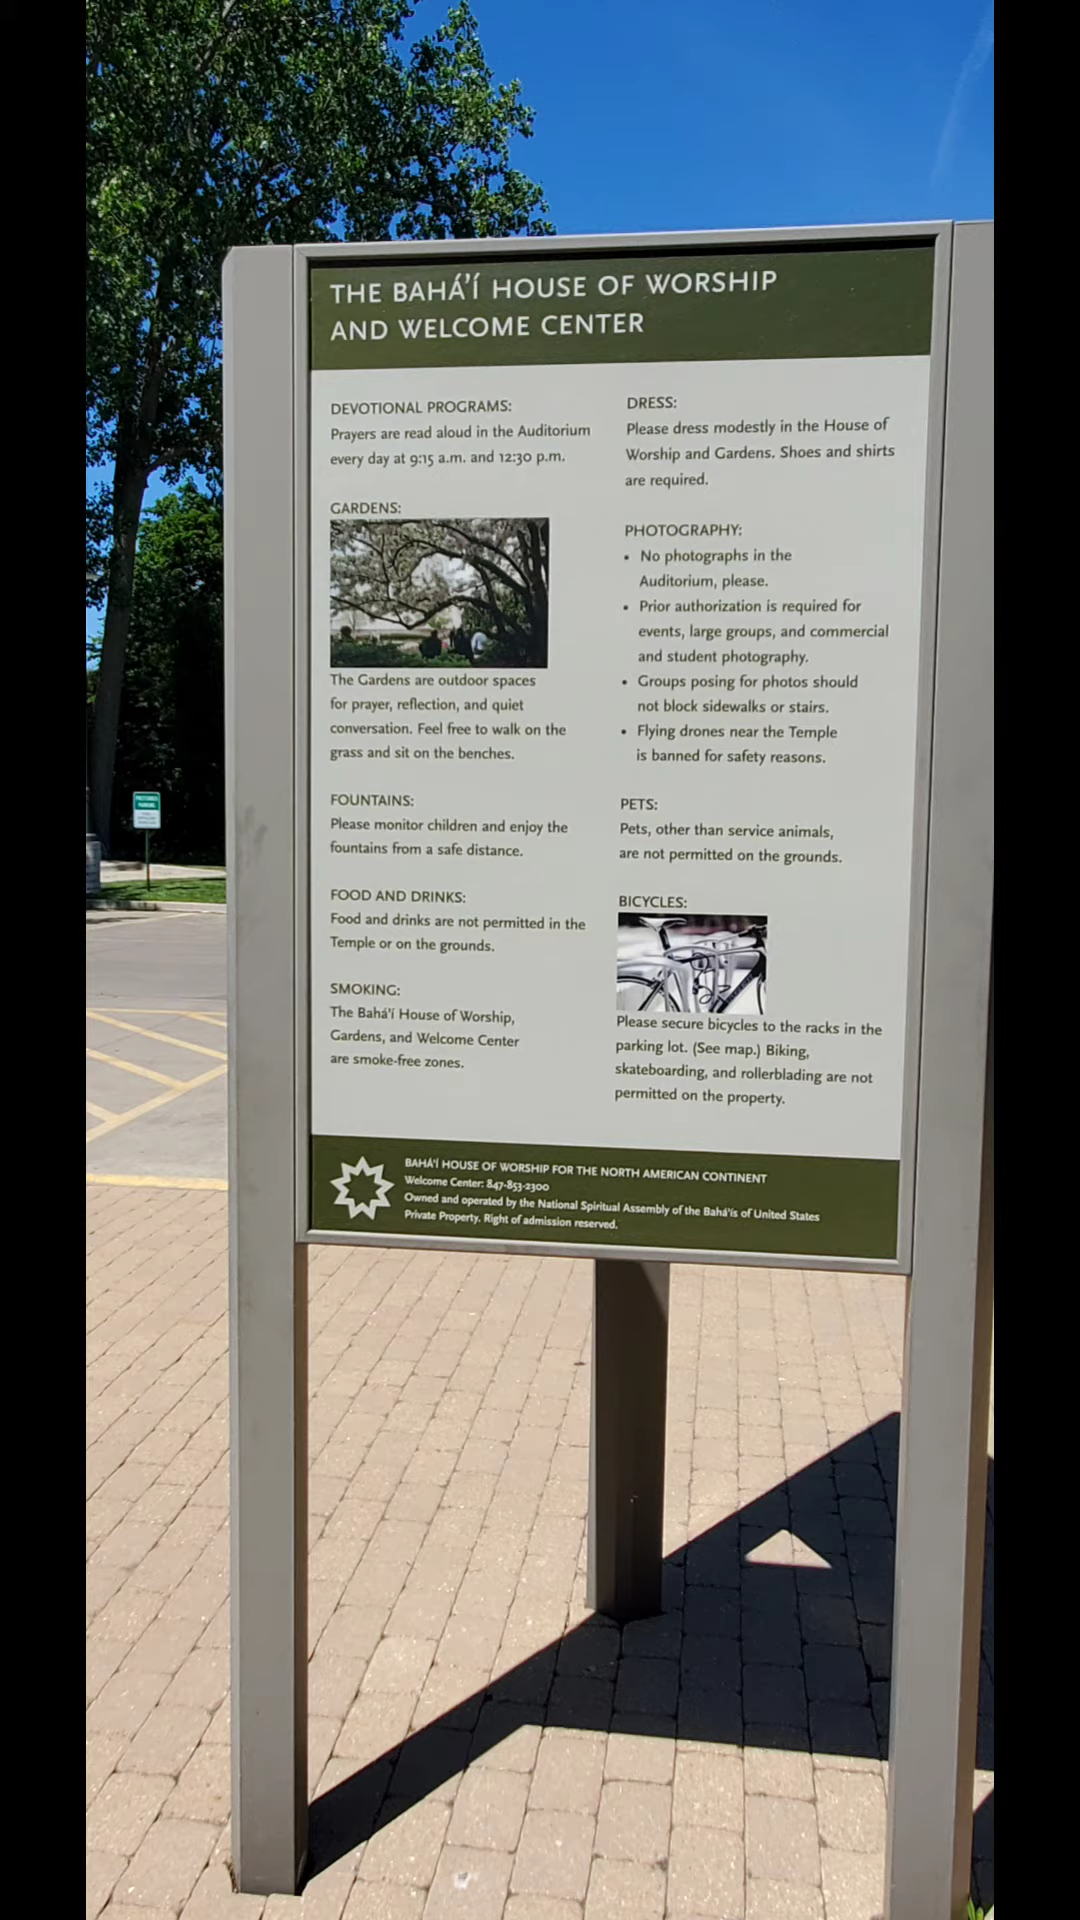 THE BAHÁ'Í HOUSE OF WORSHIP
AND WELCOME CENTER
DEVOTIONAL PROGRAMS:
Prayers are read aloud in the Auditorium
every day at 9:15 a.m. and 12:30 p.m.
GARDENS:
The Gardens are outdoor spaces
for prayer, reflection, and quiet
conversation. Feel free to walk on the
grass and sit on the benches.
FOUNTAINS:
Please monitor children and enjoy the
fountains from a safe distance.
FOOD AND DRINKS:
Food and drinks are not permitted in the
Temple or on the grounds.
SMOKING:
The Bahá'í House of Worship,
Gardens, and Welcome Center
are smoke-free zones.
DRESS:
Please dress modestly in the House of
Worship and Gardens. Shoes and shirts
are required.
PHOTOGRAPHY:
• No photographs in the
Auditorium, please.
• Prior authorization is required for
events, large groups, and commercial
and student photography.
• Groups posing for photos should
not block sidewalks or stairs.
• Flying drones near the Temple
is banned for safety reasons.
PETS:
Pets, other than service animals,
are not permitted on the grounds.
BICYCLES:
Please secure bicycles to the racks in the
parking lot. (See map.) Biking,
skateboarding, and rollerblading are not
permitted on the property.
BAHÁ'Í HOUSE OF WORSHIP FOR THE NORTH AMERICAN CONTINENT
Welcome Center: 847-853-2300
Owned and operated by the National Spiritual Assembly of the Bahá'ís of United States
Private Property. Right of admission reserved.